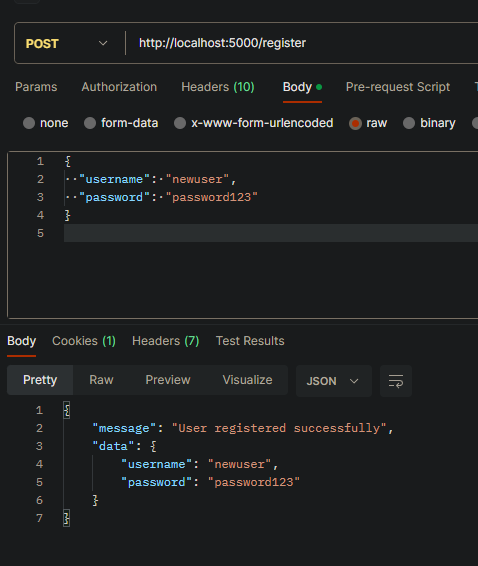 POST http://localhost:5000/register
Params Authorization Headers (10) Body Pre-request Script
none form-data x-www-form-urlencoded raw binary
1 {
2 "username": "newuser",
3 "password": "password123"
4 }
5
Body Cookies (1) Headers (7) Test Results
Pretty Raw Preview Visualize JSON
1 {
2 "message": "User registered successfully",
3 "data": {
4 "username": "newuser",
5 "password": "password123"
6 }
7 }